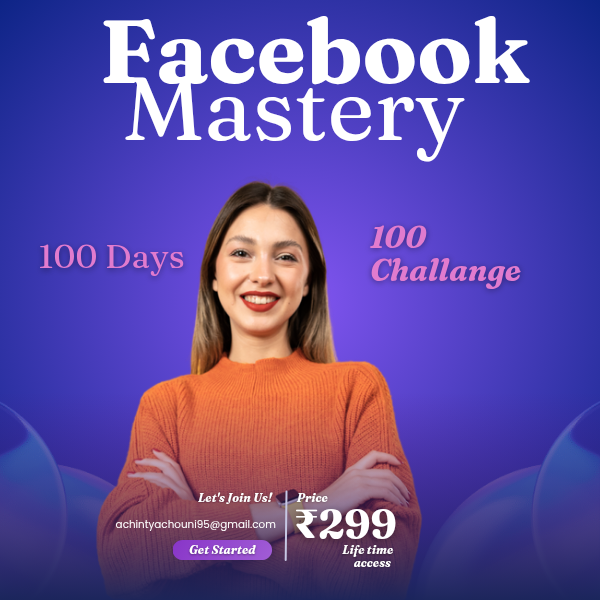 Facebook
Mastery
100 Days
100
Challange
Let's Join Us!
achintyachouni95@gmail.com
Get Started
Price
₹299
Life time
access